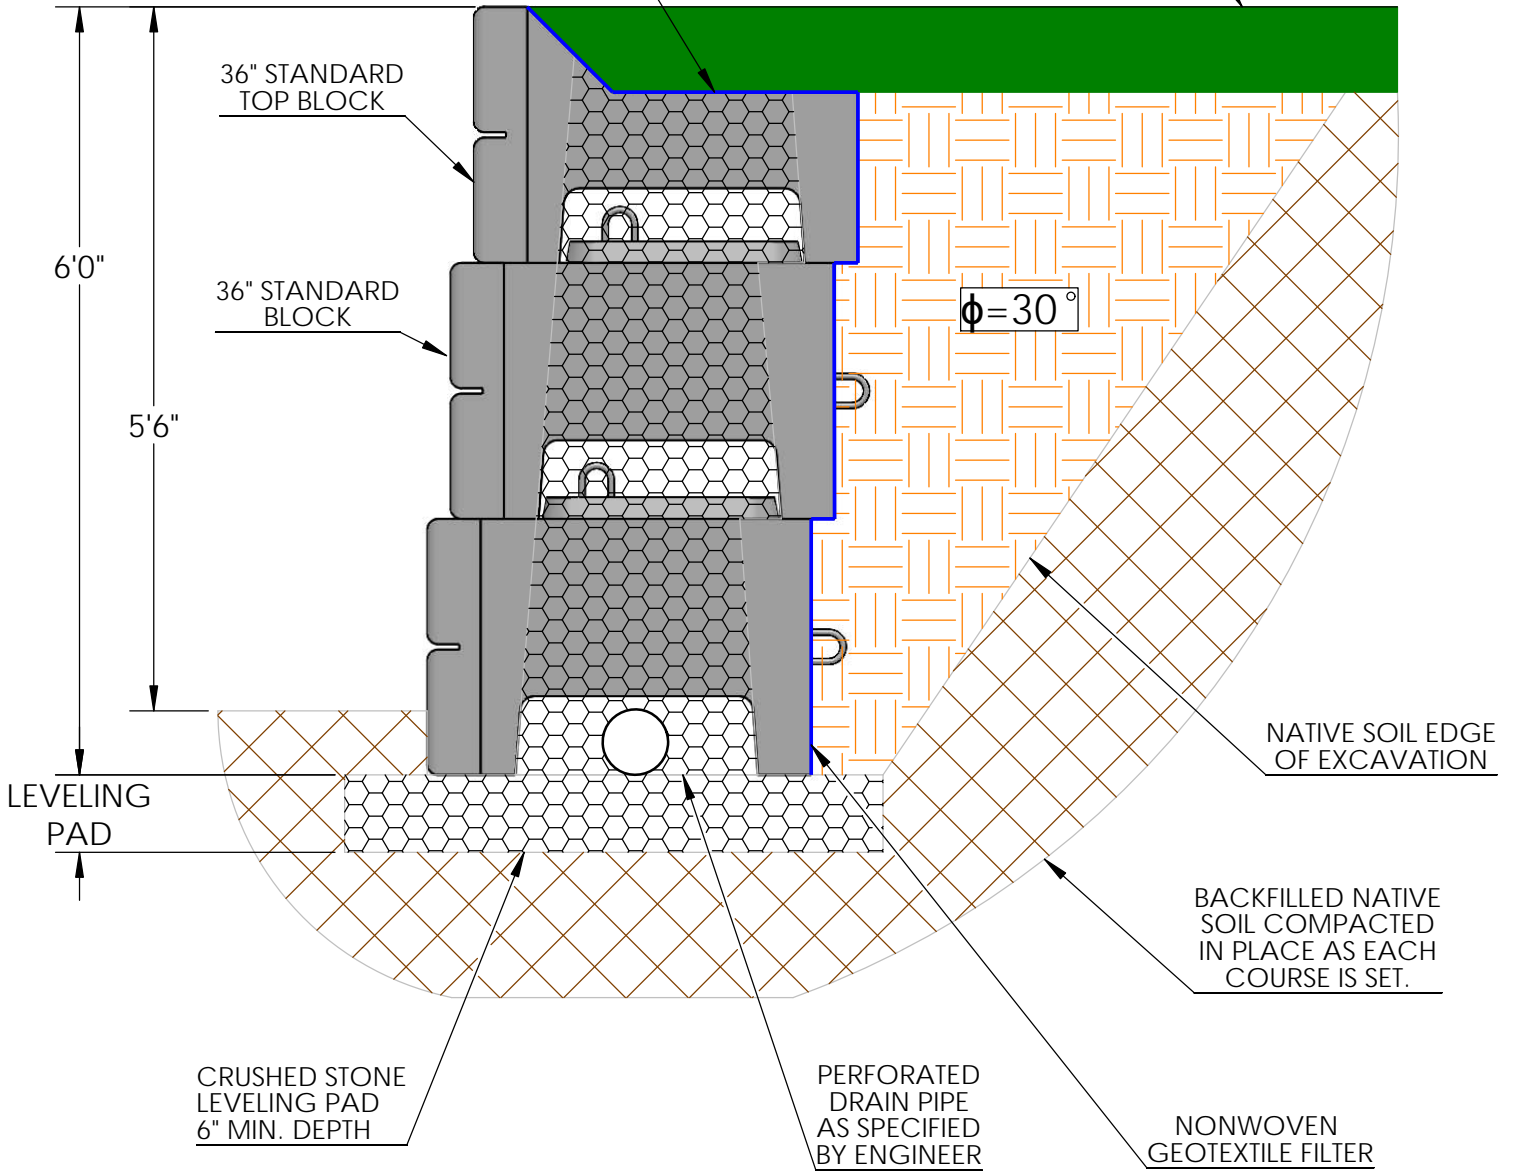 36" STANDARD
TOP BLOCK
6'0"
36" STANDARD
BLOCK
ϕ=30°
5'6"
NATIVE SOIL EDGE
OF EXCAVATION
LEVELING
PAD
BACKFILLED NATIVE
SOIL COMPACTED
IN PLACE AS EACH
COURSE IS SET.
CRUSHED STONE
LEVELING PAD
6" MIN. DEPTH
PERFORATED
DRAIN PIPE
AS SPECIFIED
BY ENGINEER
NONWOVEN
GEOTEXTILE FILTER